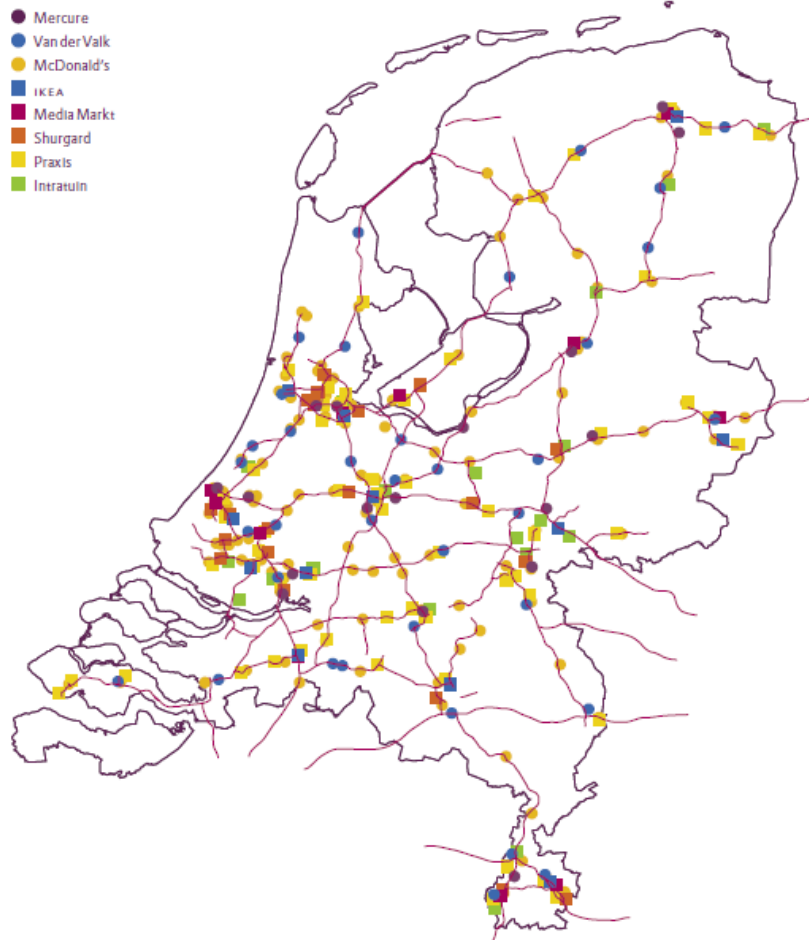 Mercure
Van der Valk
McDonald's
IKEA
Media Markt
Shurgard
Praxis
Intratuin